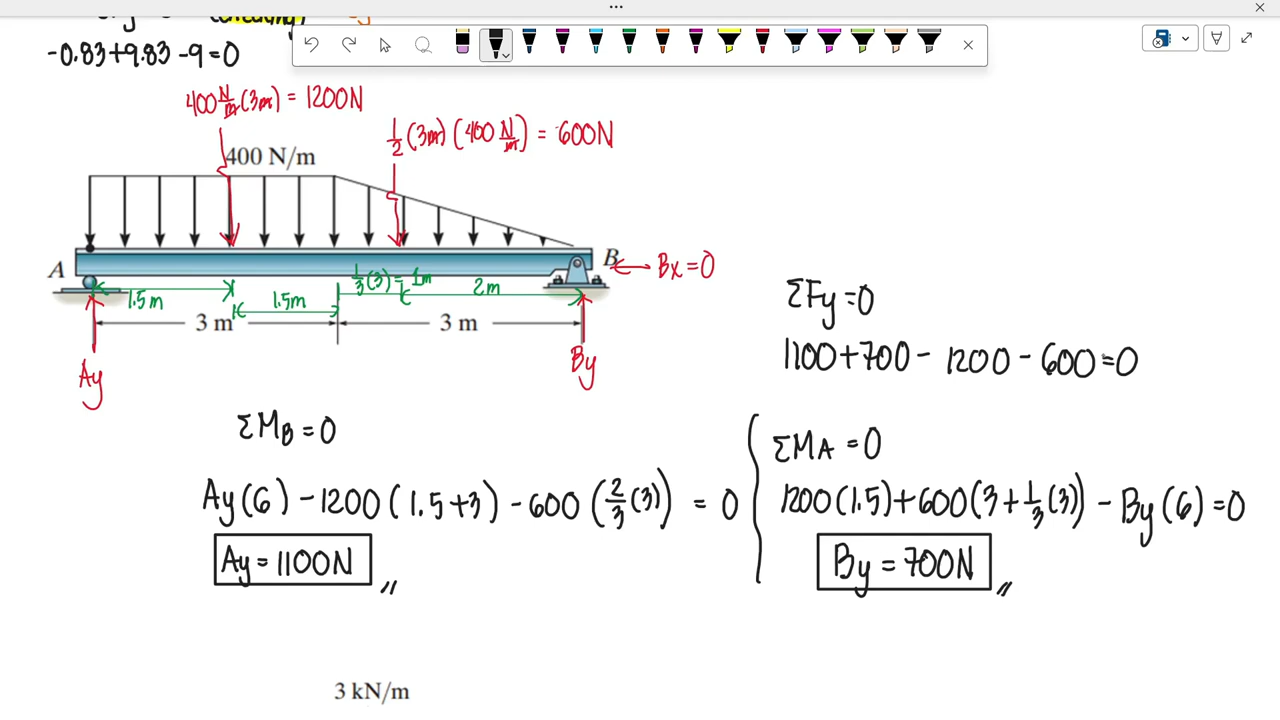 -0.83+9.83-9=0
400 N/m (3m) = 1200N
1/2 (3m) (400 N/m) = 600N
400 N/m
A
B
Bx=0
1.5m
1.5m
1/3(3)=1m
2m
3 m
3 m
Ay
By
ΣFy=0
1100+700-1200-600=0
ΣMB=0
Ay(6)-1200(1.5+3)-600(2/3(3))=0
Ay=1100N
ΣMA=0
1200(1.5)+600(3+1/3(3))-By(6)=0
By=700N
3 kN/m